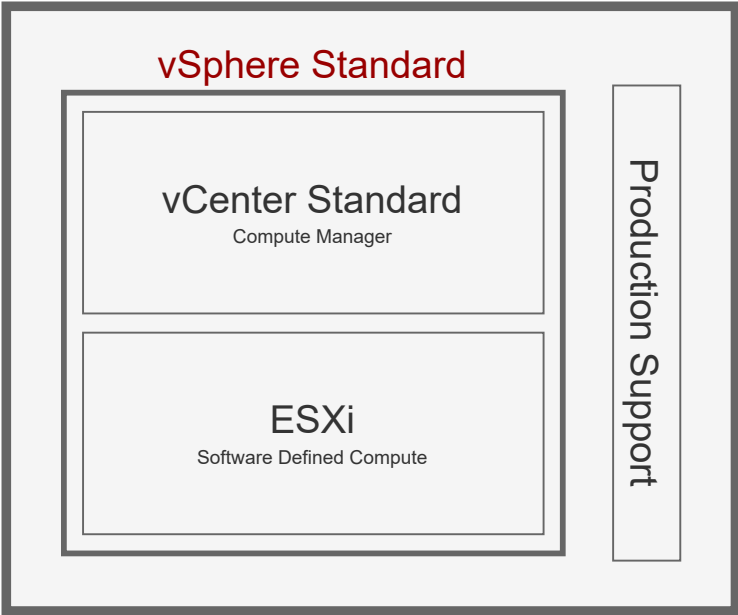 vSphere Standard
vCenter Standard
Compute Manager
ESXi
Software Defined Compute
Production Support